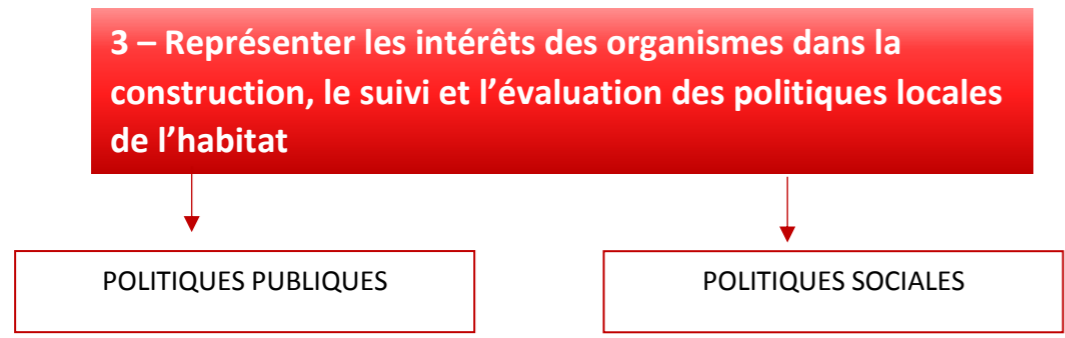 3 – Représenter les intérêts des organismes dans la
construction, le suivi et l’évaluation des politiques locales
de l’habitat
POLITIQUES PUBLIQUES
POLITIQUES SOCIALES